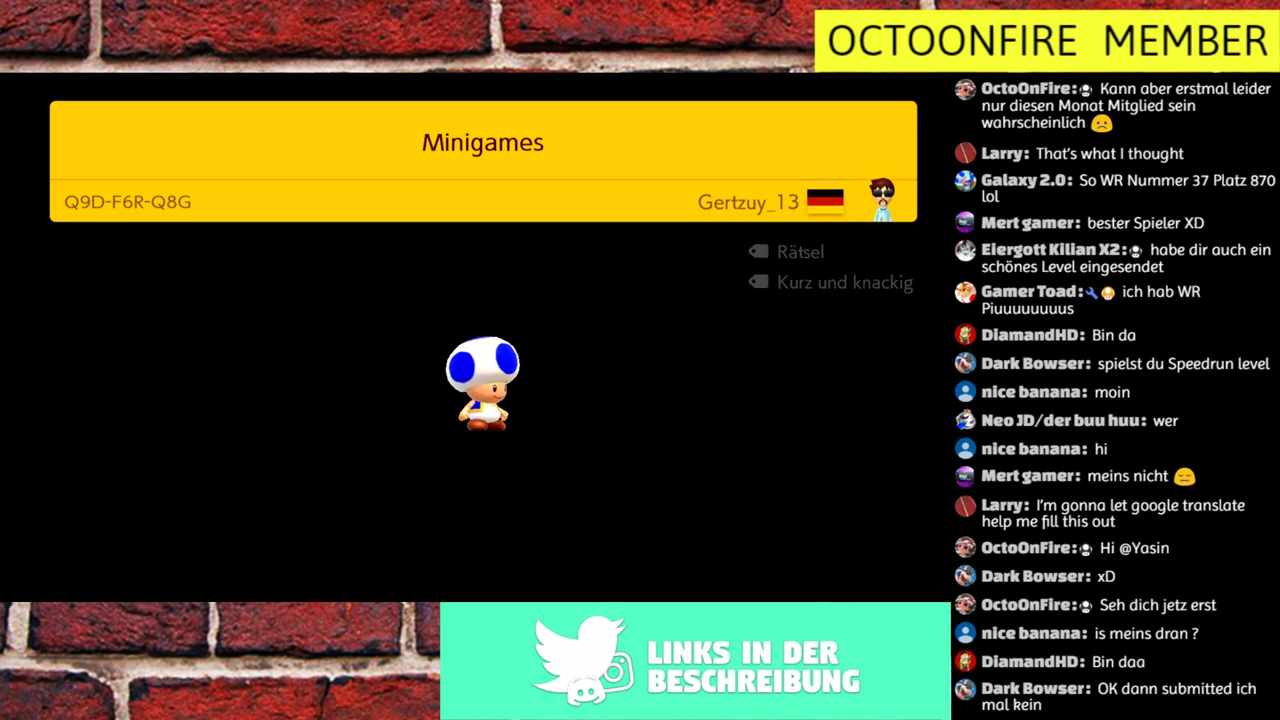 OCTOONFIRE MEMBER
Minigames
Q9D-F6R-Q8G
Gertzuy_13
Rätsel
Kurz und knackig
LINKS IN DER
BESCHREIBUNG
OctoOnFire: Kann aber erstmal leider
nur diesen Monat Mitglied sein
wahrscheinlich
Larry: That's what I thought
Galaxy 2.0: So WR Nummer 37 Platz 870
lol
Mert gamer: bester Spieler XD
Eiergott Kilian X2: habe dir auch ein
schönes Level eingesendet
Gamer Toad: ich hab WR
Piuuuuuuuus
DiamandHD: Bin da
Dark Bowser: spielst du Speedrun level
nice banana: moin
Neo JD/der buu huu: wer
nice banana: hi
Mert gamer: meins nicht
Larry: I'm gonna let google translate
help me fill this out
OctoOnFire: Hi @Yasin
Dark Bowser: xD
OctoOnFire: Seh dich jetz erst
nice banana: is meins dran ?
DiamandHD: Bin daa
Dark Bowser: OK dann submitted ich
mal kein